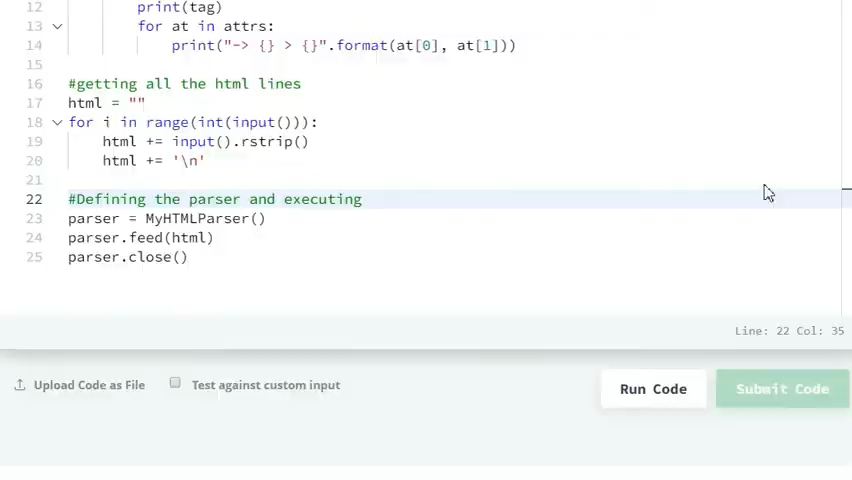 12 print(tag)
13 for at in attrs:
14 print("-> {} > {}".format(at[0], at[1]))
15
16 #getting all the html lines
17 html = ""
18 for i in range(int(input())):
19 html += input().rstrip()
20 html += '\n'
21
22 #Defining the parser and executing
23 parser = MyHTMLParser()
24 parser.feed(html)
25 parser.close()
Line: 22 Col: 35
Upload Code as File Test against custom input Run Code Submit Code